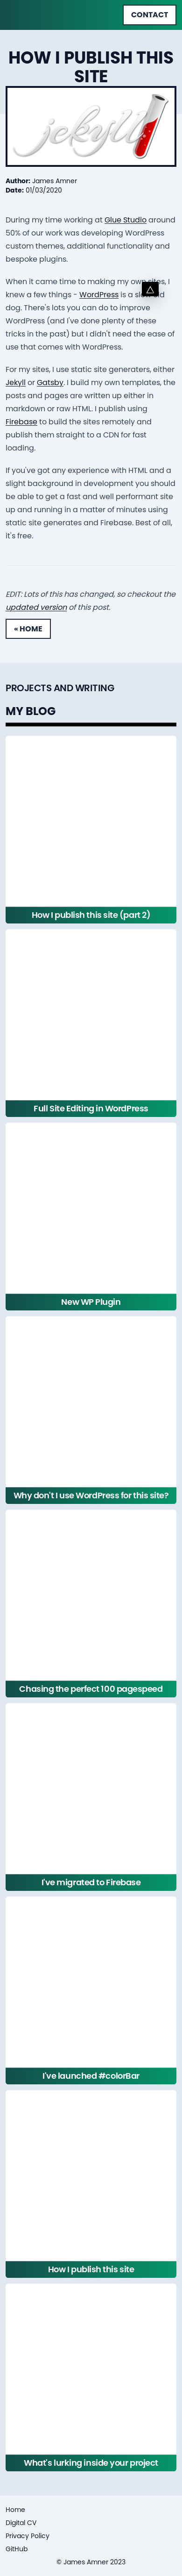 CONTACT
HOW I PUBLISH THIS
SITE
jekyll
Author: James Amner
Date: 01/03/2020
During my time working at Glue Studio around
50% of our work was developing WordPress
custom themes, additional functionality and
bespoke plugins.
When it came time to making my own sites, I
knew a few things - WordPress is a
dog. There's lots you can to do to improve
WordPress (and I've done plenty of these
tricks in the past) but I didn't need the ease of
use that comes with WordPress.
For my sites, I use static site generaters, either
Jekyll or Gatsby. I build my own templates, the
posts and pages are written up either in
markdown or raw HTML. I publish using
Firebase to build the sites remotely and
publish them straight to a CDN for fast
loading.
If you've got any experience with HTML and a
slight background in development you should
be able to get a fast and well performant site
up and running in a matter of minutes using
static site generates and Firebase. Best of all,
it's free.
EDIT: Lots of this has changed, so checkout the
updated version of this post.
« HOME
PROJECTS AND WRITING
MY BLOG
How I publish this site (part 2)
Full Site Editing in WordPress
New WP Plugin
Why don't I use WordPress for this site?
Chasing the perfect 100 pagespeed
I've migrated to Firebase
I've launched #colorBar
How I publish this site
What's lurking inside your project
Home
Digital CV
Privacy Policy
GitHub
© James Amner 2023